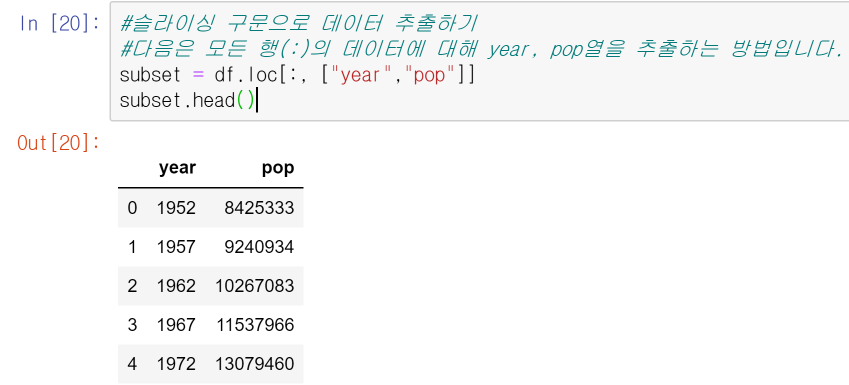 In [20]: #슬라이싱 구문으로 데이터 추출하기
#다음은 모든 행(:)의 데이터에 대해 year, pop열을 추출하는 방법입니다.
subset = df.loc[:, ["year","pop"]]
subset.head()
Out[20]:
year pop
0 1952 8425333
1 1957 9240934
2 1962 10267083
3 1967 11537966
4 1972 13079460